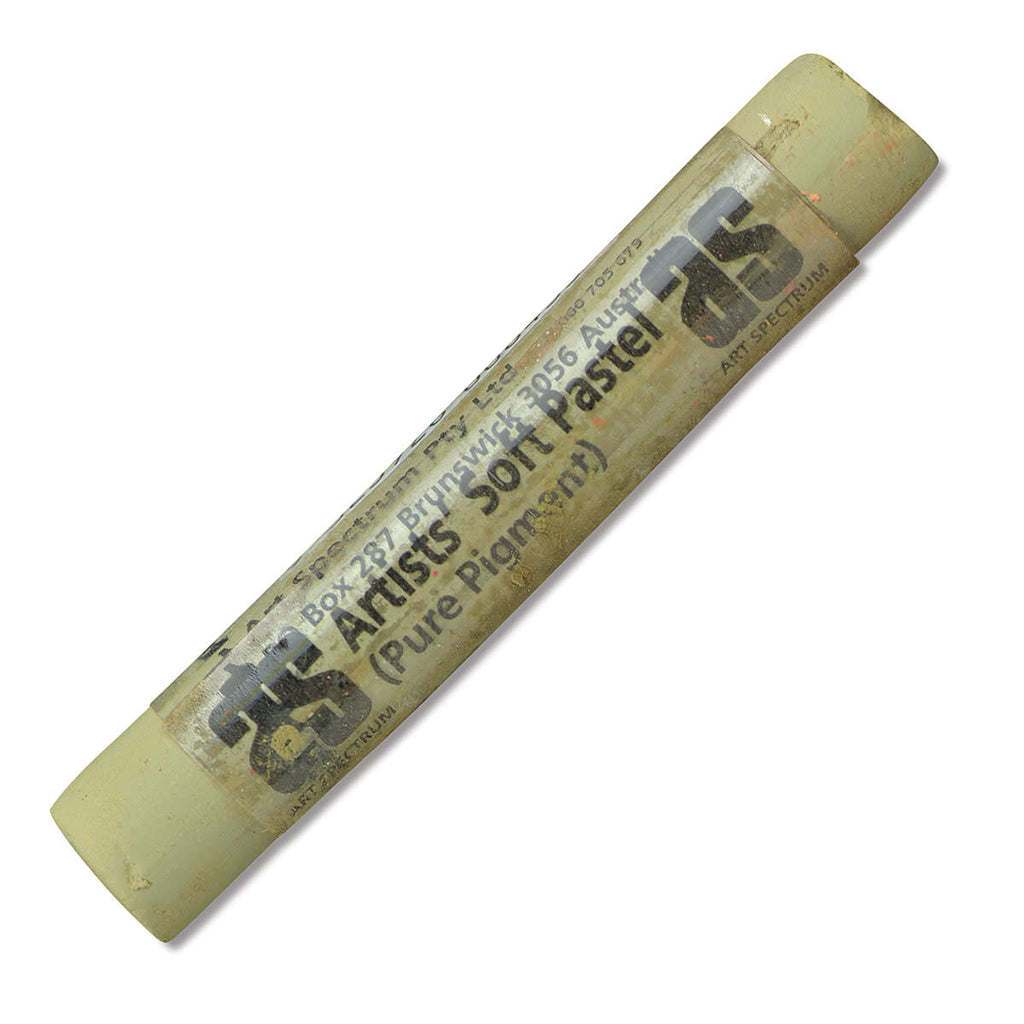 Art Spectrum Pty Ltd
Box 287 Brunswick 3056
as Artists' Soft Pastel as
(Pure Pigment)
ART SPECTRUM
ART SPECTRUM